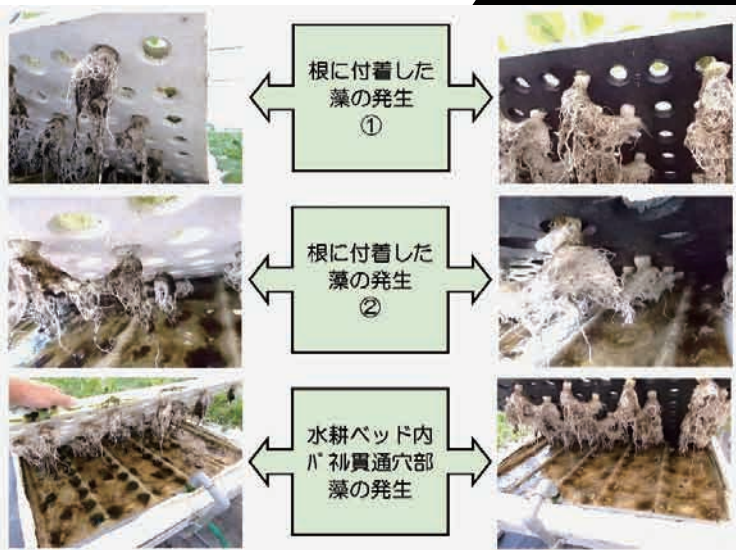 根に付着した
藻の発生
①
根に付着した
藻の発生
②
水耕ベッド内
パネル貫通穴部
藻の発生